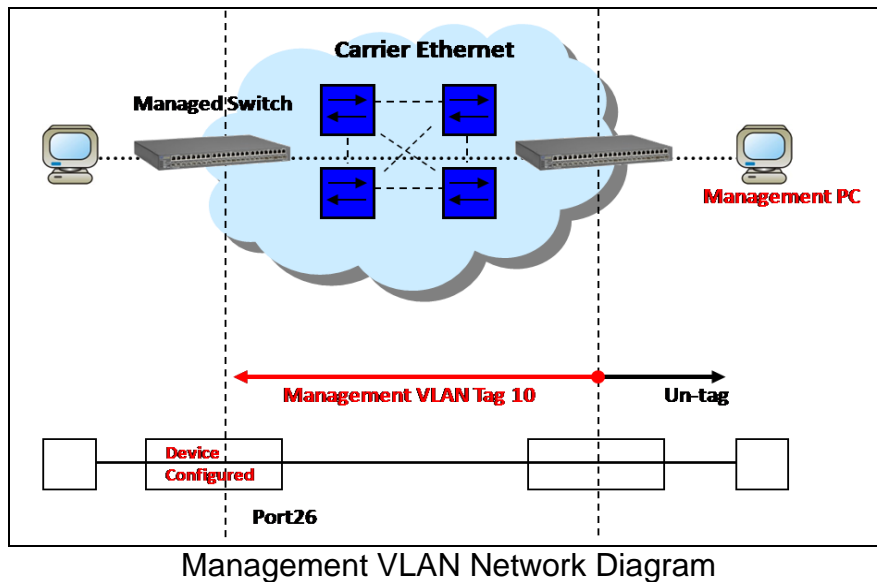 Carrier Ethernet
Managed Switch
Management PC
Management VLAN Tag 10
Un-tag
Device
Configured
Port26
Management VLAN Network Diagram